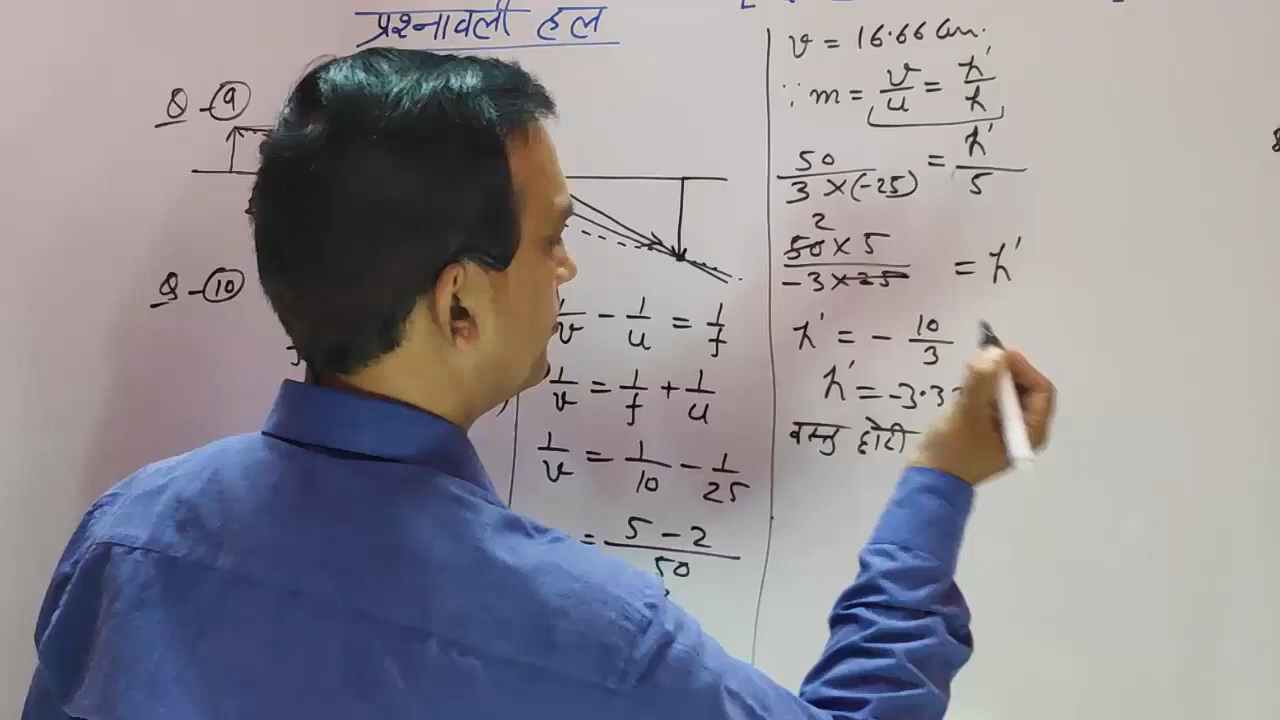 प्रश्नावली हल
Q - 9
Q - 10
1/v - 1/u = 1/f
1/v = 1/f + 1/u
1/v = 1/10 - 1/25
= 5 - 2 / 50
v = 16.66 cm.
∵ m = v/u = h'/h
50 / 3 × (-25) = h' / 5
2
50 × 5 / -3 × 25 = h'
h' = - 10/3
h' = -3.3
वस्तु छोटी